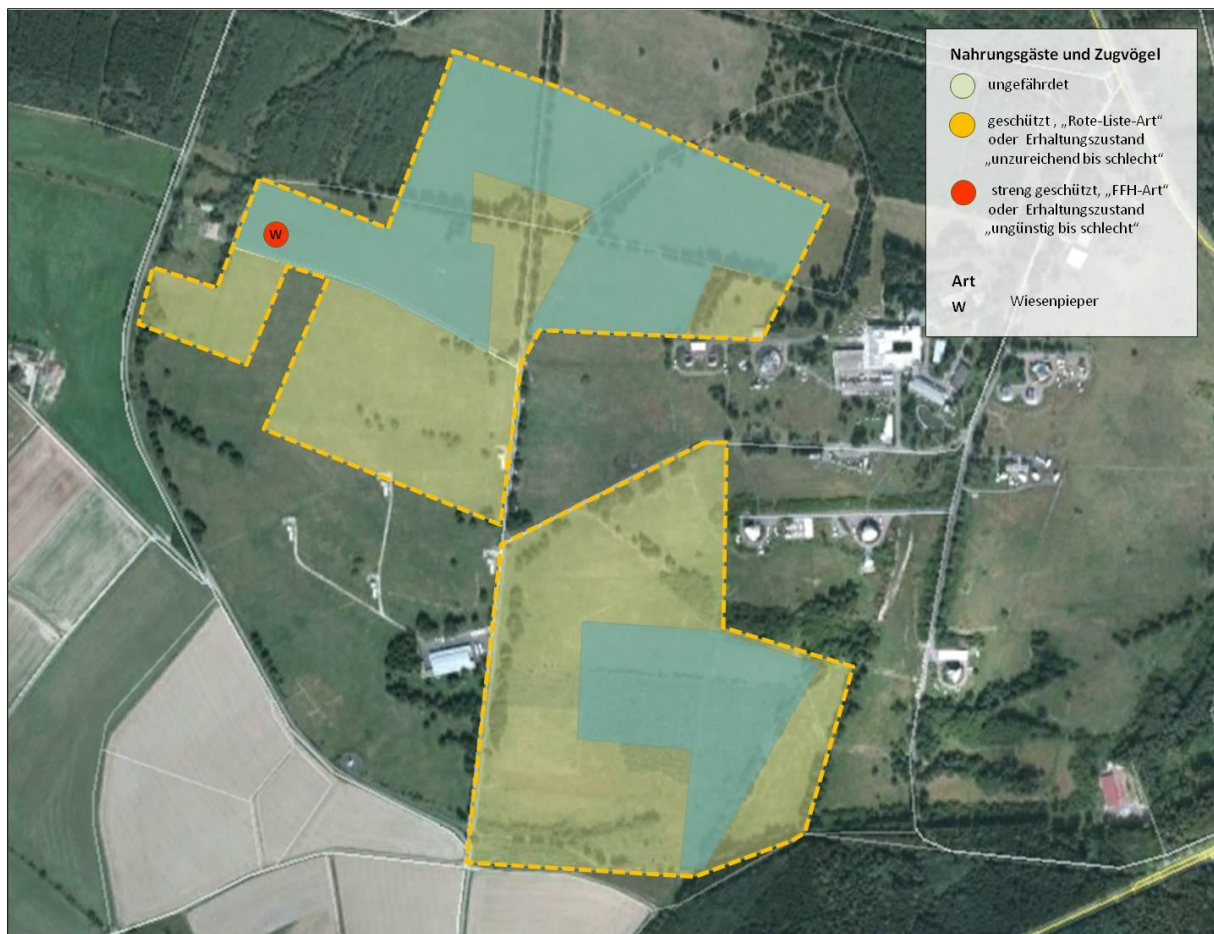 Nahrungsgäste und Zugvögel
ungefährdet
geschützt , „Rote-Liste-Art“
oder Erhaltungszustand
„unzureichend bis schlecht“
streng geschützt, „FFH-Art“
oder Erhaltungszustand
„ungünstig bis schlecht“
Art
W Wiesenpieper
W